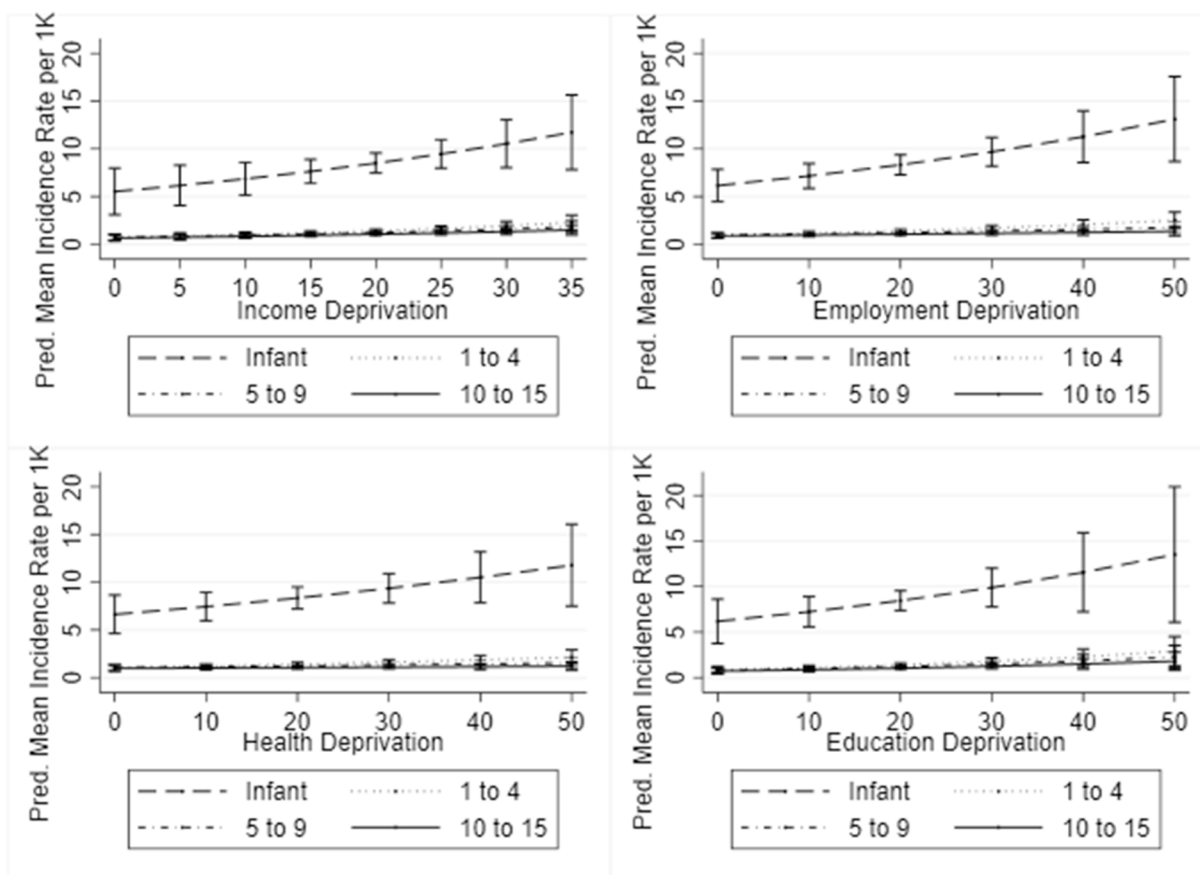 Pred. Mean Incidence Rate per 1K
20
15
10
5
0
0 5 10 15 20 25 30 35
Income Deprivation
Infant 1 to 4
5 to 9 10 to 15
Pred. Mean Incidence Rate per 1K
20
15
10
5
0
0 10 20 30 40 50
Employment Deprivation
Infant 1 to 4
5 to 9 10 to 15
Pred. Mean Incidence Rate per 1K
20
15
10
5
0
0 10 20 30 40 50
Health Deprivation
Infant 1 to 4
5 to 9 10 to 15
Pred. Mean Incidence Rate per 1K
20
15
10
5
0
0 10 20 30 40 50
Education Deprivation
Infant 1 to 4
5 to 9 10 to 15